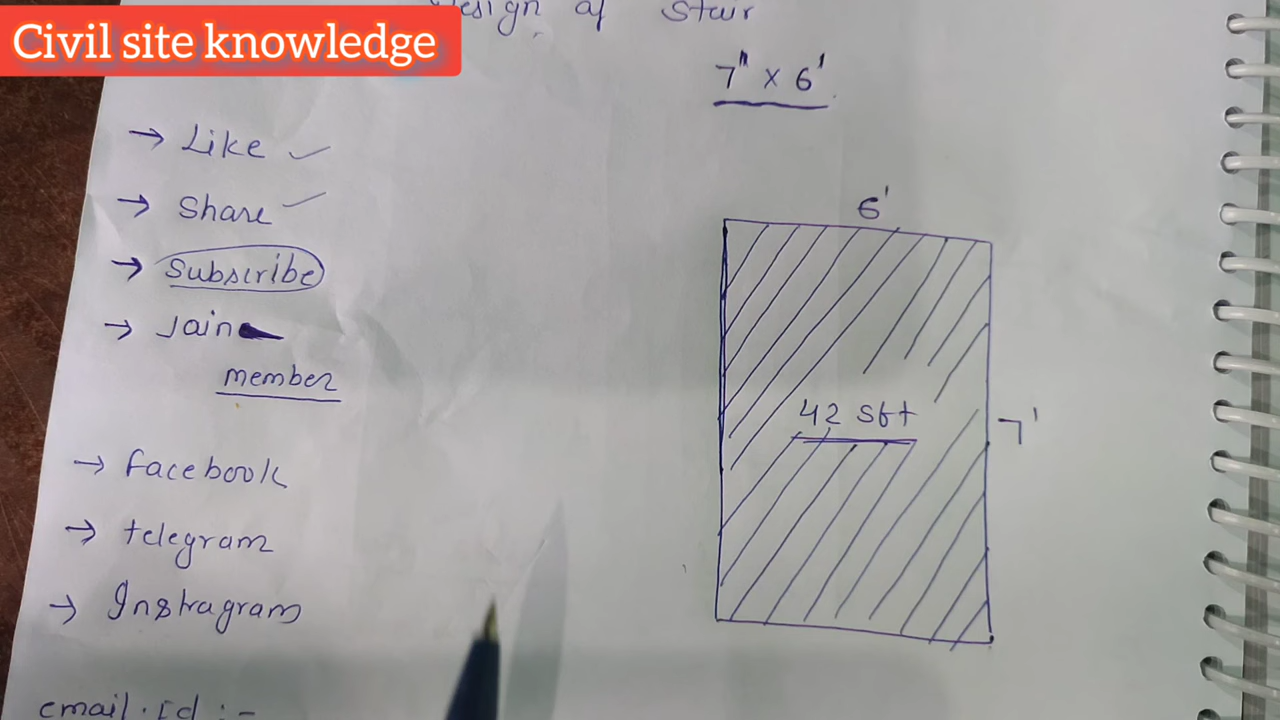 Civil site knowledge
Design of Stair
7" x 6'
→ Like ✓
→ Share ✓
→ Subscribe
→ Jain
member
→ facebook
→ telegram
→ Instragram
email.Id :-
6'
42 Sft
7'